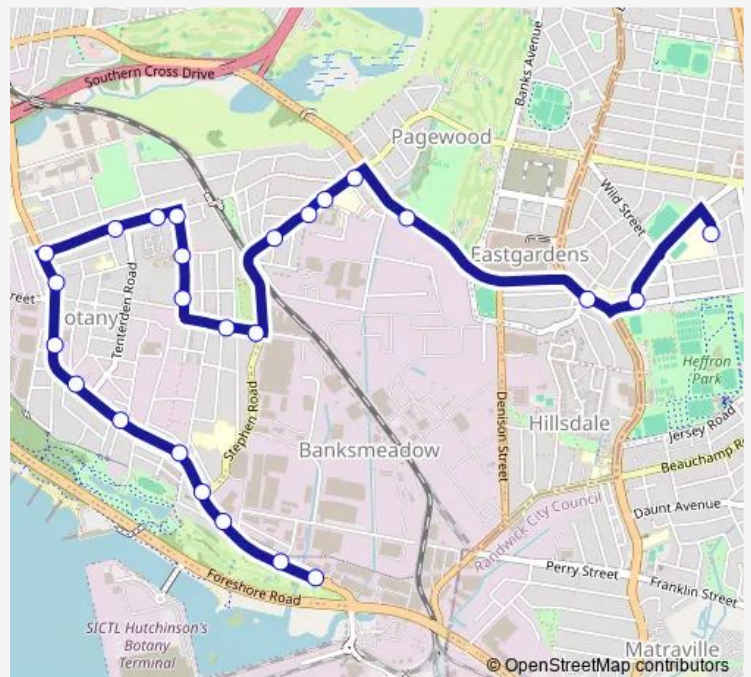 Southern Cross Drive
Banks Avenue
Pagewood
Wild Street
Eastgardens
reet
otany
Tenterden Road
Heffron
Park
Denison Street
Hillsdale
Jersey Road
Stephen Road
Banksmeadow
Beauchamp R
Daunt Avenue
Randwick City Council
Perry Street
Franklin Street
Foreshore Road
SICTL Hutchinson's
Botany
Terminal
Matraville
© OpenStreetMap contributors